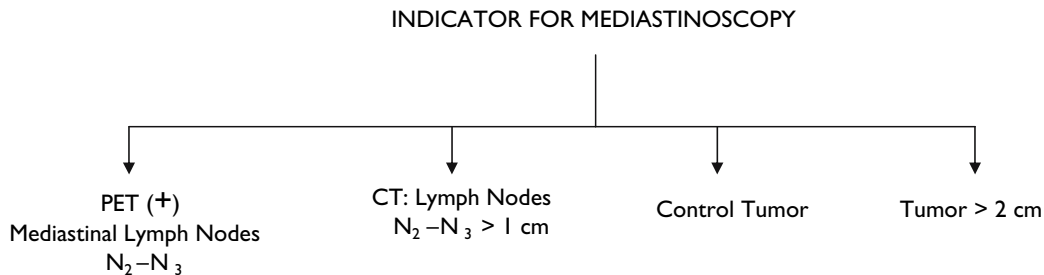 INDICATOR FOR MEDIASTINOSCOPY
PET (+)
Mediastinal Lymph Nodes
N₂–N₃
CT: Lymph Nodes
N₂–N₃ > 1 cm
Control Tumor
Tumor > 2 cm